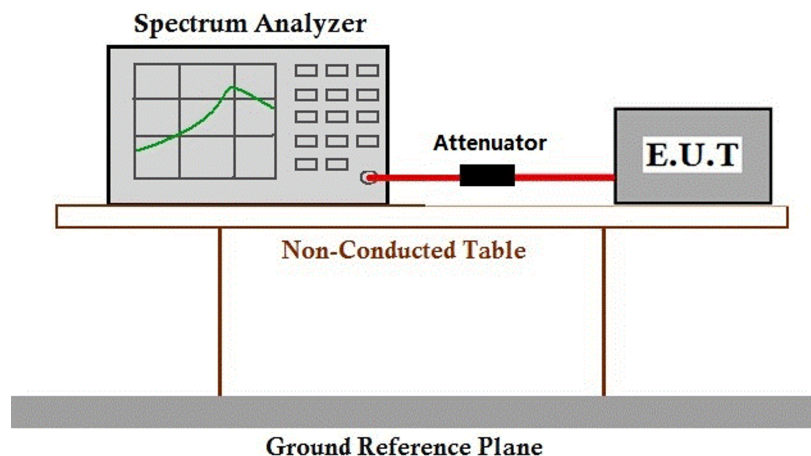 Spectrum Analyzer
Attenuator
E.U.T
Non-Conducted Table
Ground Reference Plane